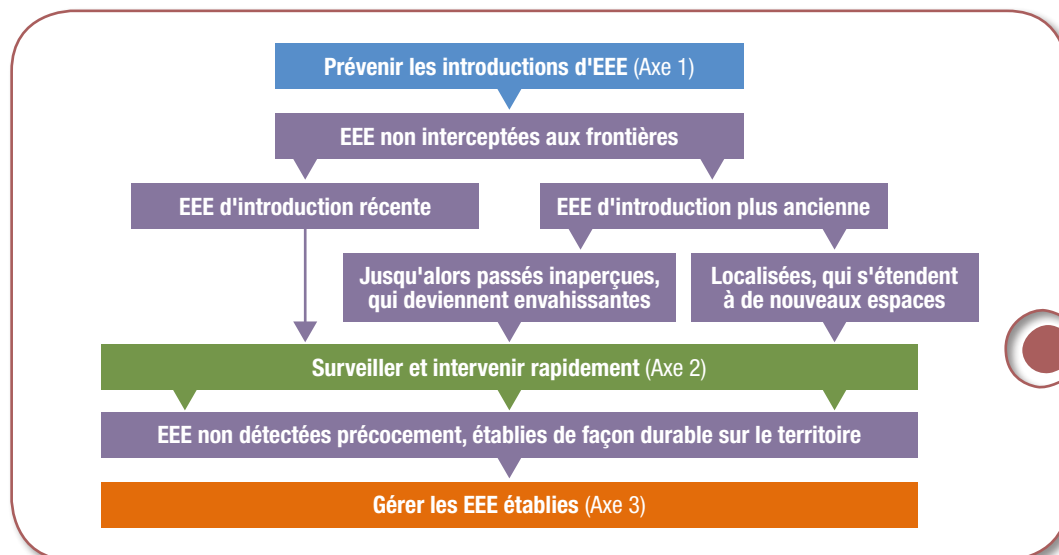 Prévenir les introductions d'EEE (Axe 1)
EEE non interceptées aux frontières
EEE d'introduction récente
EEE d'introduction plus ancienne
Jusqu'alors passés inaperçues,
qui deviennent envahissantes
Localisées, qui s'étendent
à de nouveaux espaces
Surveiller et intervenir rapidement (Axe 2)
EEE non détectées précocement, établies de façon durable sur le territoire
Gérer les EEE établies (Axe 3)